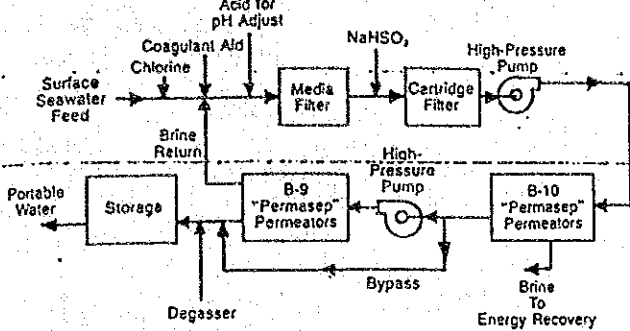 Acid for
pH Adjust
Coagulant Aid
Chlorine
NaHSO₃
High-Pressure
Pump
Surface
Seawater
Feed
Media
Filter
Cartridge
Filter
Brine
Return
High-
Pressure
Pump
Portable
Water
Storage
B-9
"Permasep"
Permeators
B-10
"Permasep"
Permeators
Bypass
Degasser
Brine
To
Energy Recovery